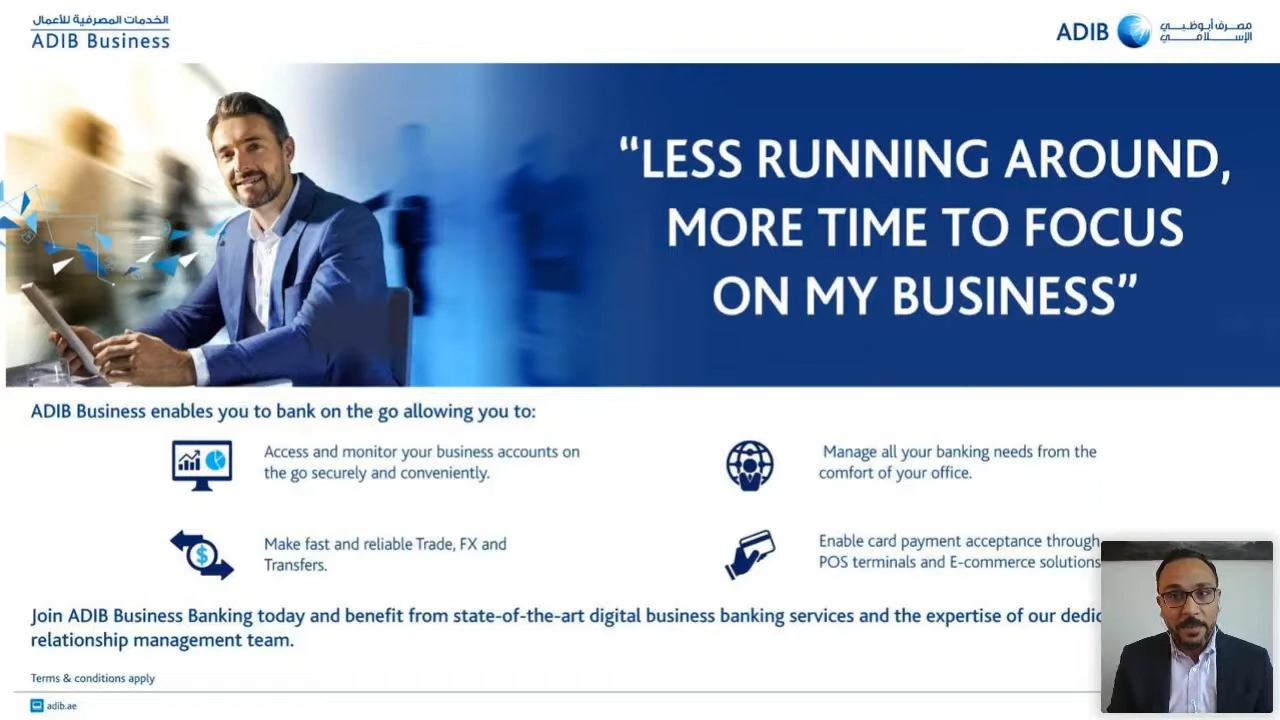 الخدمات المصرفية للأعمال
ADIB Business
ADIB
مصرف أبوظبي
الإسلامي
“LESS RUNNING AROUND,
MORE TIME TO FOCUS
ON MY BUSINESS”
ADIB Business enables you to bank on the go allowing you to:
Access and monitor your business accounts on
the go securely and conveniently.
Manage all your banking needs from the
comfort of your office.
Make fast and reliable Trade, FX and
Transfers.
Enable card payment acceptance through
POS terminals and E-commerce solutions
Join ADIB Business Banking today and benefit from state-of-the-art digital business banking services and the expertise of our dedic
relationship management team.
Terms & conditions apply
adib.ae